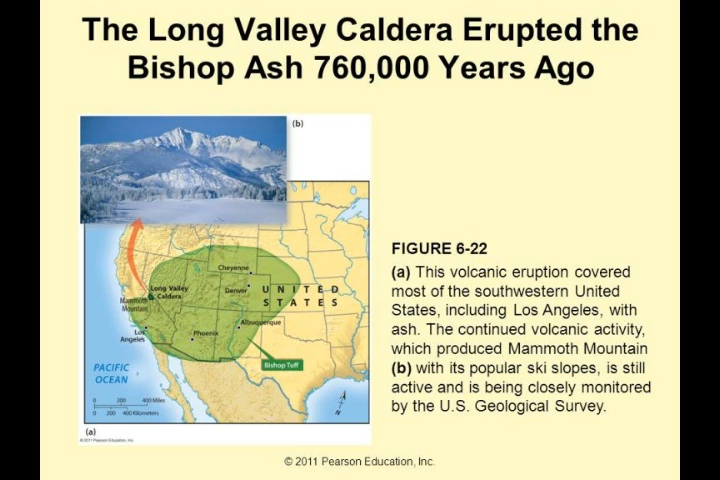 The Long Valley Caldera Erupted the
Bishop Ash 760,000 Years Ago
(b)
Cheyenne
Denver
UNITED
STATES
Long Valley
Caldera
Mammoth
Mountain
Los
Angeles
Phoenix
Albuquerque
Bishop Tuff
PACIFIC
OCEAN
0 200 400 Miles
0 200 400 Kilometers
N
(a)
© 2011 Pearson Education, Inc.
FIGURE 6-22
(a) This volcanic eruption covered
most of the southwestern United
States, including Los Angeles, with
ash. The continued volcanic activity,
which produced Mammoth Mountain
(b) with its popular ski slopes, is still
active and is being closely monitored
by the U.S. Geological Survey.
© 2011 Pearson Education, Inc.